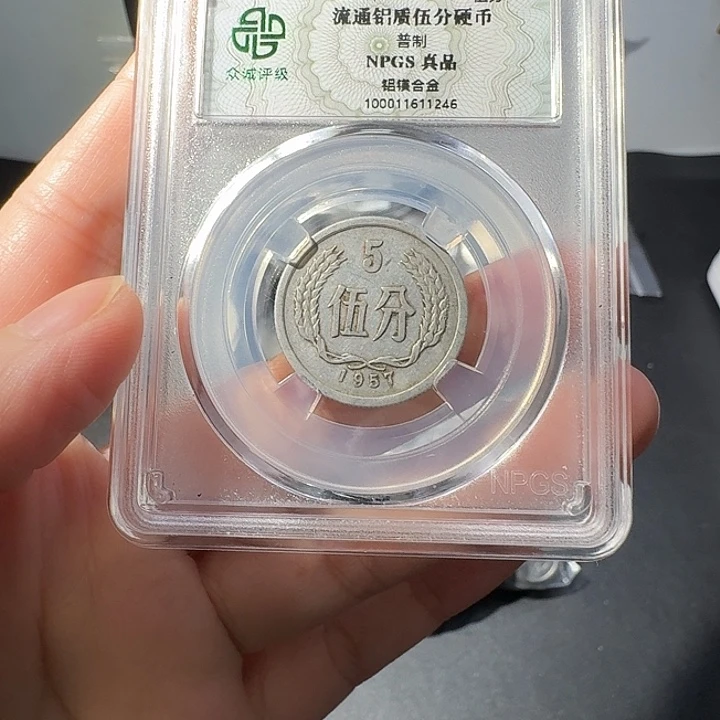 流通铝质伍分硬币
普制
NPGS 真品
铝镁合金
100011611246
众诚评级
5
伍分
1957
NPGS